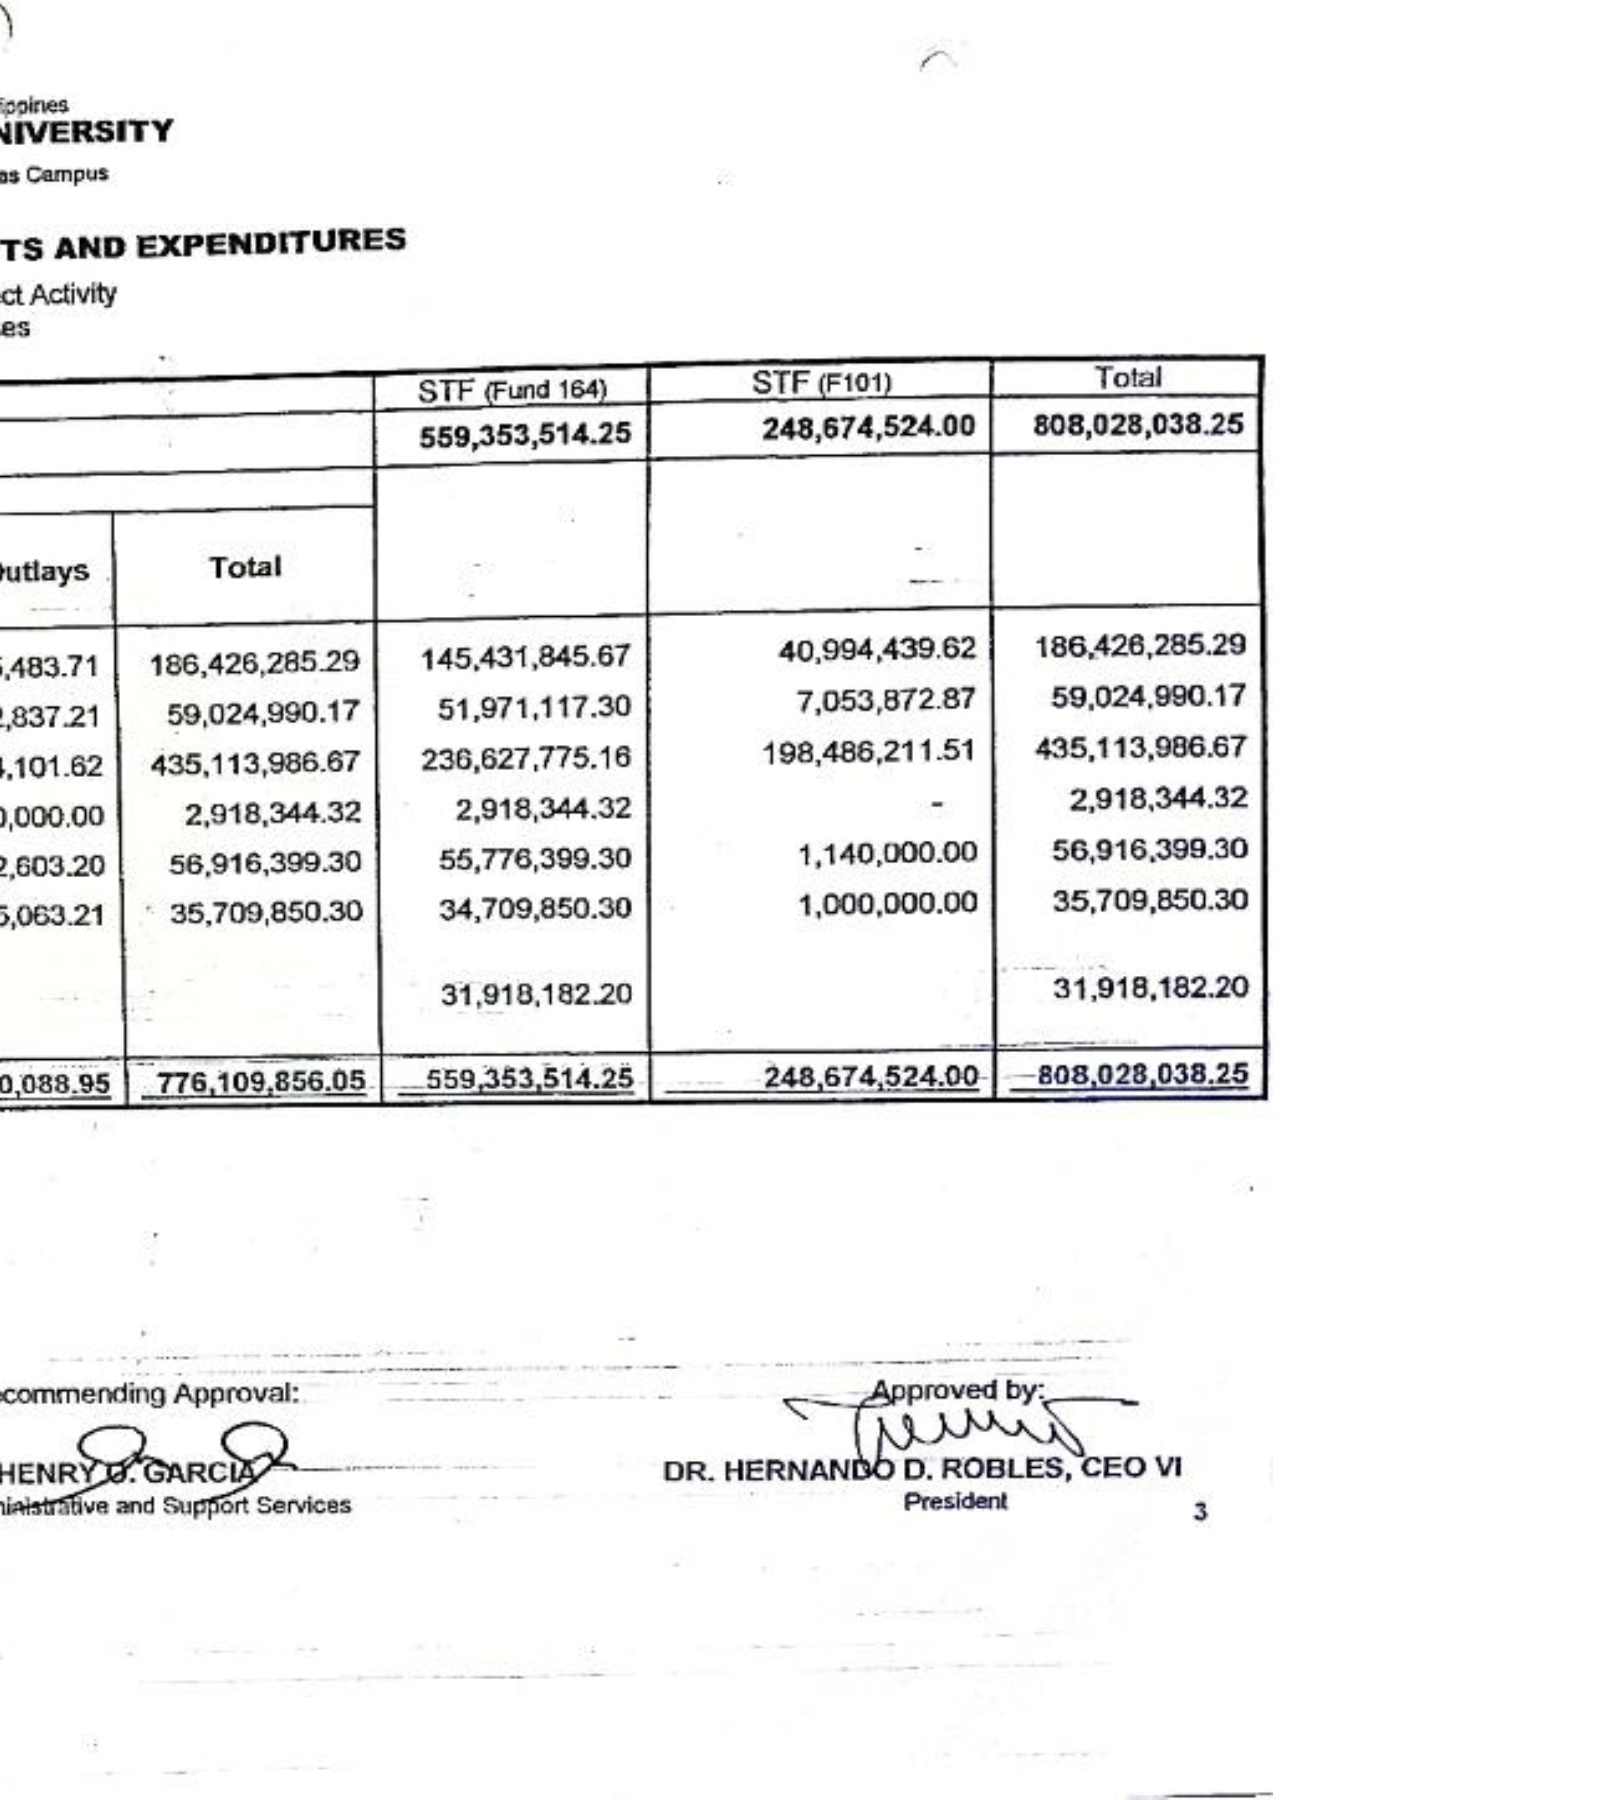 ippines
NIVERSITY
as Campus
TS AND EXPENDITURES
ct Activity
es
STF (Fund 164) STF (F101) Total
559,353,514.25 248,674,524.00 808,028,038.25
Outlays Total
,483.71 186,426,285.29 145,431,845.67 40,994,439.62 186,426,285.29
2,837.21 59,024,990.17 51,971,117.30 7,053,872.87 59,024,990.17
,101.62 435,113,986.67 236,627,775.16 198,486,211.51 435,113,986.67
0,000.00 2,918,344.32 2,918,344.32 - 2,918,344.32
2,603.20 56,916,399.30 55,776,399.30 1,140,000.00 56,916,399.30
5,063.21 35,709,850.30 34,709,850.30 1,000,000.00 35,709,850.30
31,918,182.20 31,918,182.20
0,088.95 776,109,856.05 559,353,514.25 248,674,524.00 808,028,038.25
ecommending Approval: Approved by:
HENRY O. GARCIA DR. HERNANDO D. ROBLES, CEO VI
ministrative and Support Services President
3